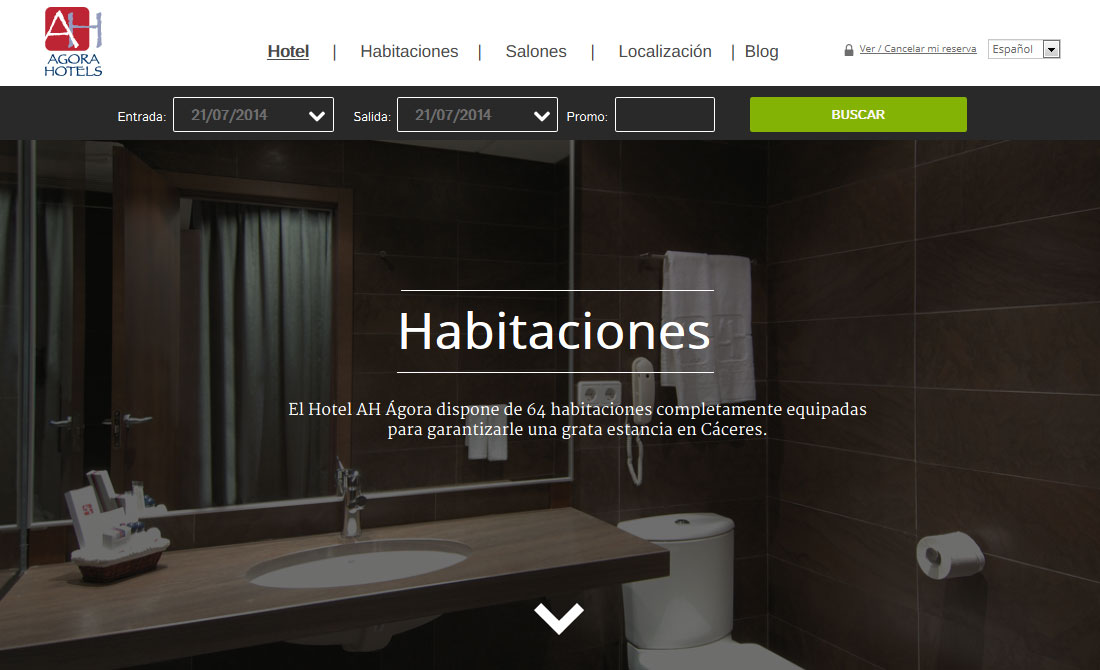 AH
AGORA
HOTELS
Hotel | Habitaciones | Salones | Localización | Blog
Ver / Cancelar mi reserva
Español
Entrada: 21/07/2014
Salida: 21/07/2014
Promo:
BUSCAR
Habitaciones
El Hotel AH Ágora dispone de 64 habitaciones completamente equipadas
para garantizarle una grata estancia en Cáceres.